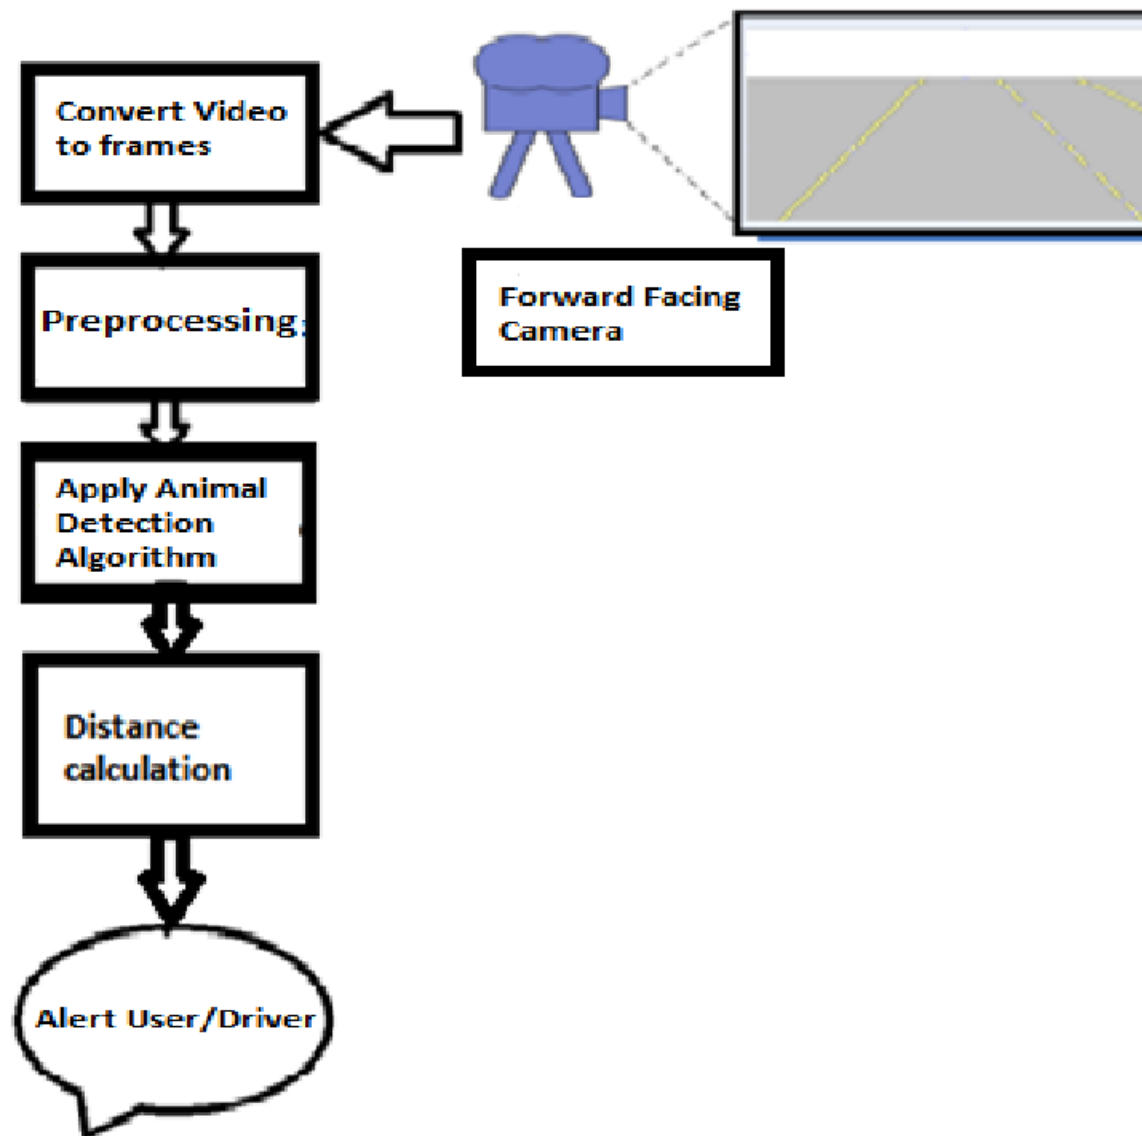 Convert Video
to frames
Forward Facing
Camera
Preprocessing
Apply Animal
Detection
Algorithm
Distance
calculation
Alert User/Driver